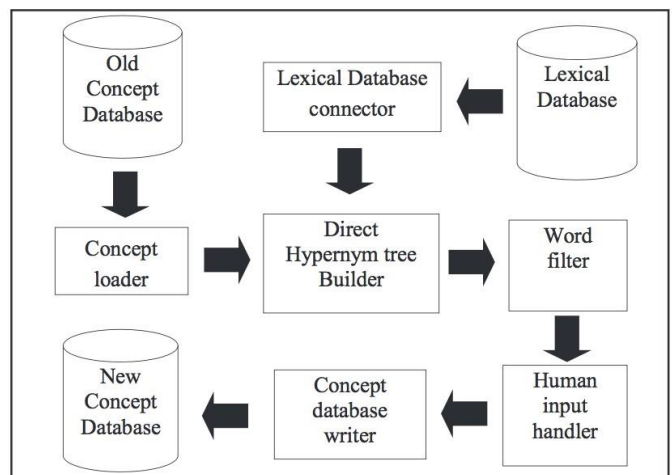 Old
Concept
Database
Lexical Database
connector
Lexical
Database
Concept
loader
Direct
Hypernym tree
Builder
Word
filter
New
Concept
Database
Concept
database
writer
Human
input
handler